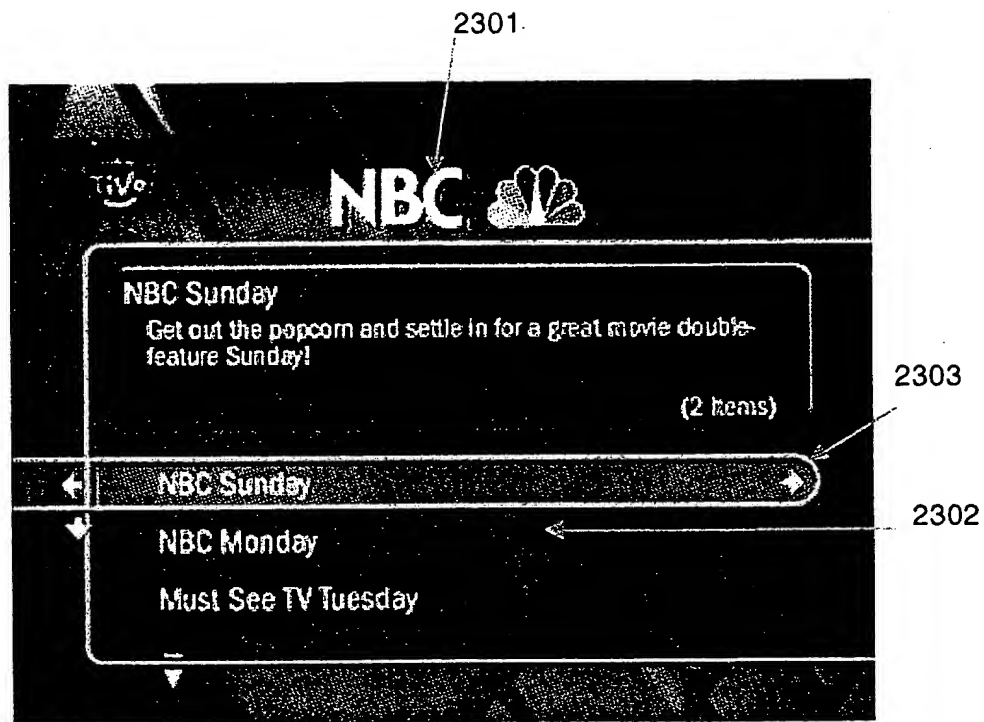 2301
TiVo
NBC
NBC Sunday
Get out the popcorn and settle in for a great movie double-
feature Sunday!
(2 items)
2303
NBC Sunday
2302
NBC Monday
Must See TV Tuesday